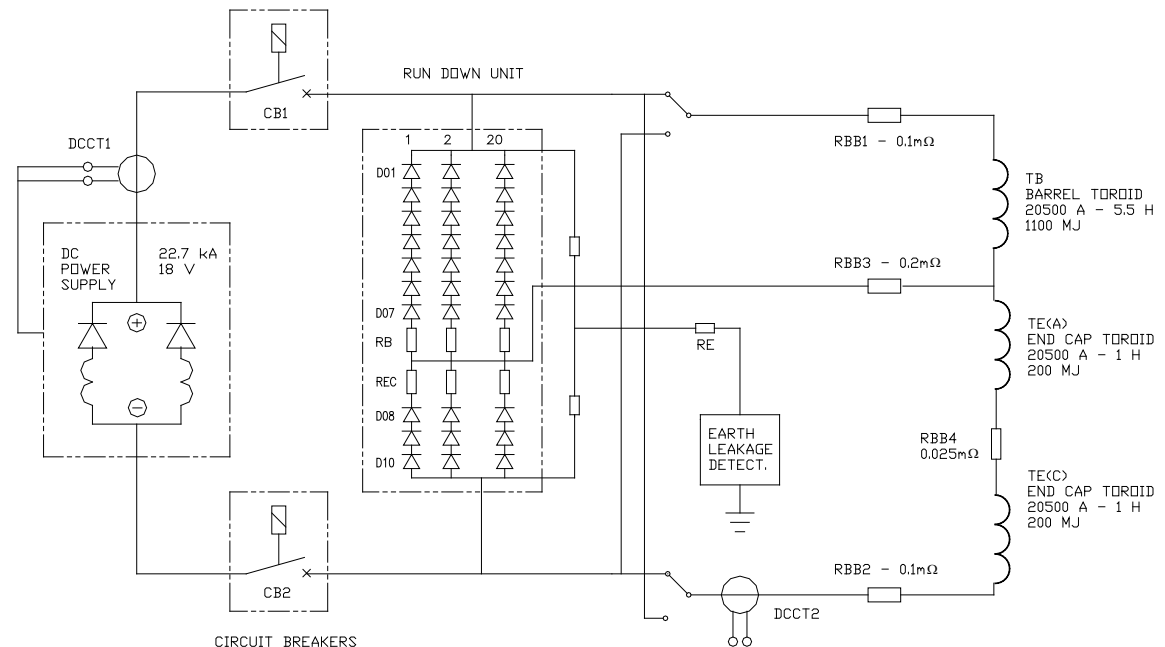 RUN DOWN UNIT
CB1
DCCT1
1 2 20
D01
RBB1 - 0.1mΩ
TB
BARREL TOROID
20500 A - 5.5 H
1100 MJ
DC
POWER
SUPPLY
22.7 kA
18 V
+
−
RBB3 - 0.2mΩ
D07
RB
REC
D08
D10
RE
TE(A)
END CAP TOROID
20500 A - 1 H
200 MJ
EARTH
LEAKAGE
DETECT.
RBB4
0.025mΩ
TE(C)
END CAP TOROID
20500 A - 1 H
200 MJ
CB2
RBB2 - 0.1mΩ
DCCT2
CIRCUIT BREAKERS